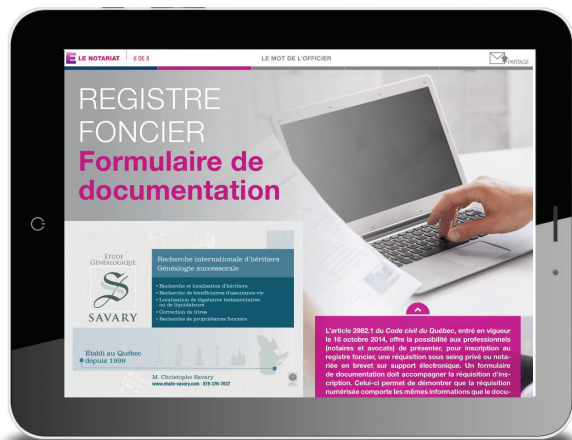 LE NOTARIAT
6 DE 8
LE MOT DE L'OFFICIER
PARTAGE
REGISTRE
FONCIER
Formulaire de
documentation
ÉTUDE
GÉNÉALOGIQUE
S
SAVARY
Établi au Québec
depuis 1999
Recherche internationale d'héritiers
Généalogie successorale
• Recherche et localisation d'héritiers
• Recherche de bénéficiaires d'assurance-vie
• Localisation de légataires testamentaires
ou de liquidateurs
• Correction de titres
• Recherche de propriétaires fonciers
M. Christophe Savary
www.etude-savary.com 819 376-7037
L'article 2982.1 du Code civil du Québec, entré en vigueur
le 16 octobre 2014, offre la possibilité aux professionnels
(notaires et avocats) de présenter, pour inscription au
registre foncier, une réquisition sous seing privé ou nota-
riée en brevet sur support électronique. Un formulaire
de documentation doit accompagner la réquisition d'ins-
cription. Celui-ci permet de démontrer que la réquisition
numérisée comporte les mêmes informations que le docu-